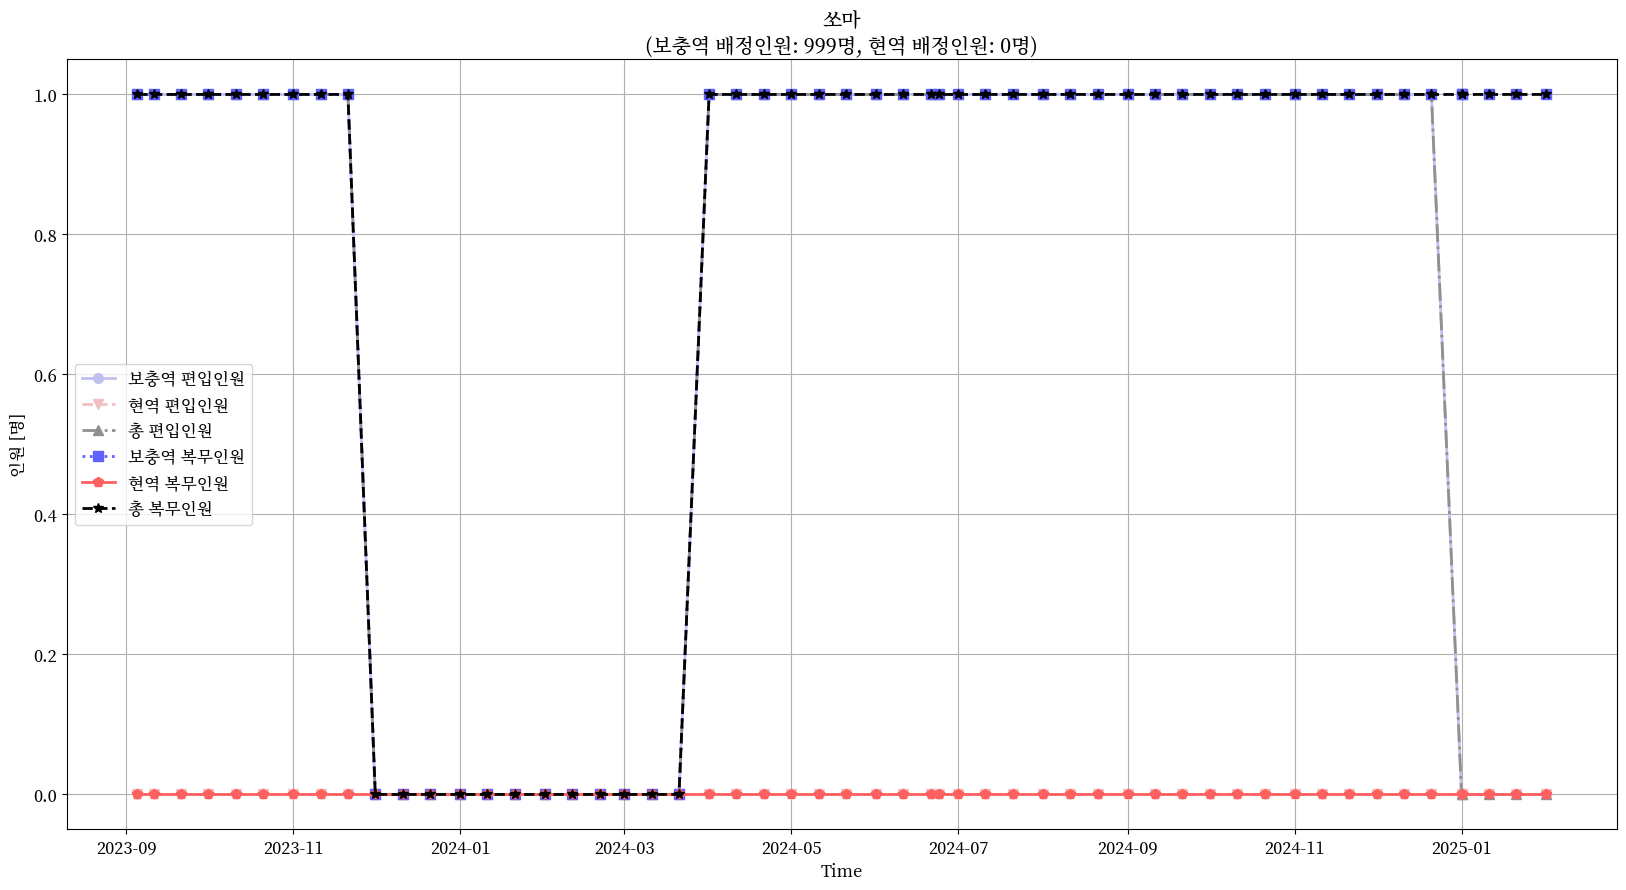 쏘마
(보충역 배정인원: 999명, 현역 배정인원: 0명)
1.0
0.8
0.6
0.4
0.2
0.0
인원 [명]
보충역 편입인원
현역 편입인원
총 편입인원
보충역 복무인원
현역 복무인원
총 복무인원
2023-09
2023-11
2024-01
2024-03
2024-05
2024-07
2024-09
2024-11
2025-01
Time